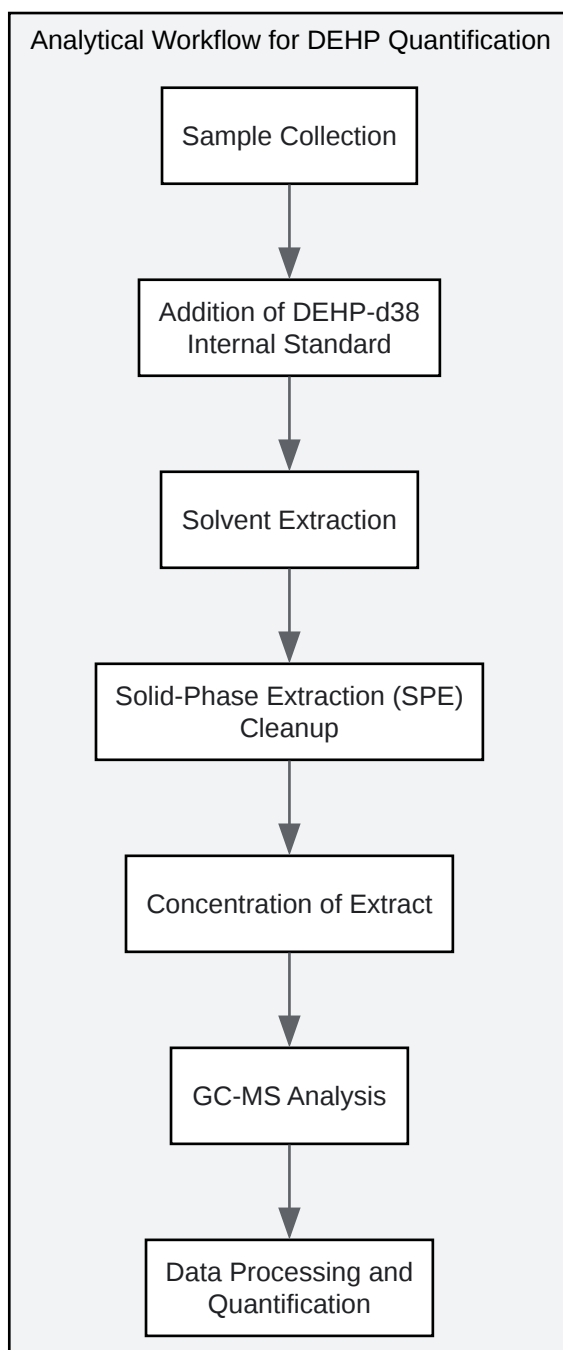 Analytical Workflow for DEHP Quantification
Sample Collection
Addition of DEHP-d38
Internal Standard
Solvent Extraction
Solid-Phase Extraction (SPE)
Cleanup
Concentration of Extract
GC-MS Analysis
Data Processing and
Quantification